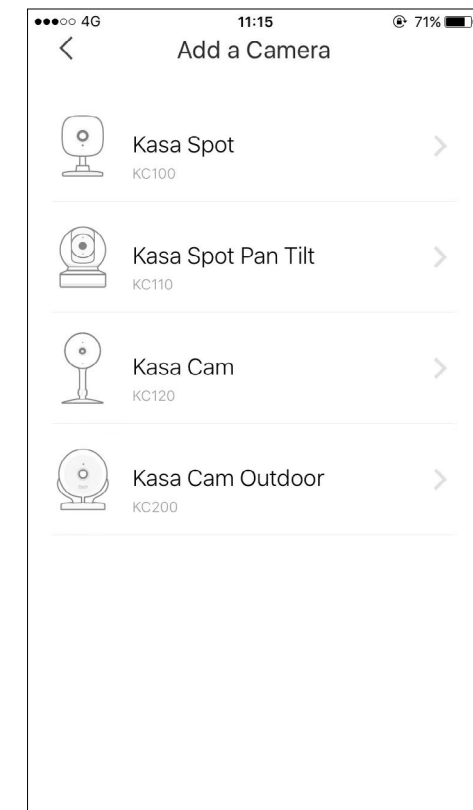 4G 11:15 71%
Add a Camera
Kasa Spot
KC100
Kasa Spot Pan Tilt
KC110
Kasa Cam
KC120
Kasa Cam Outdoor
KC200